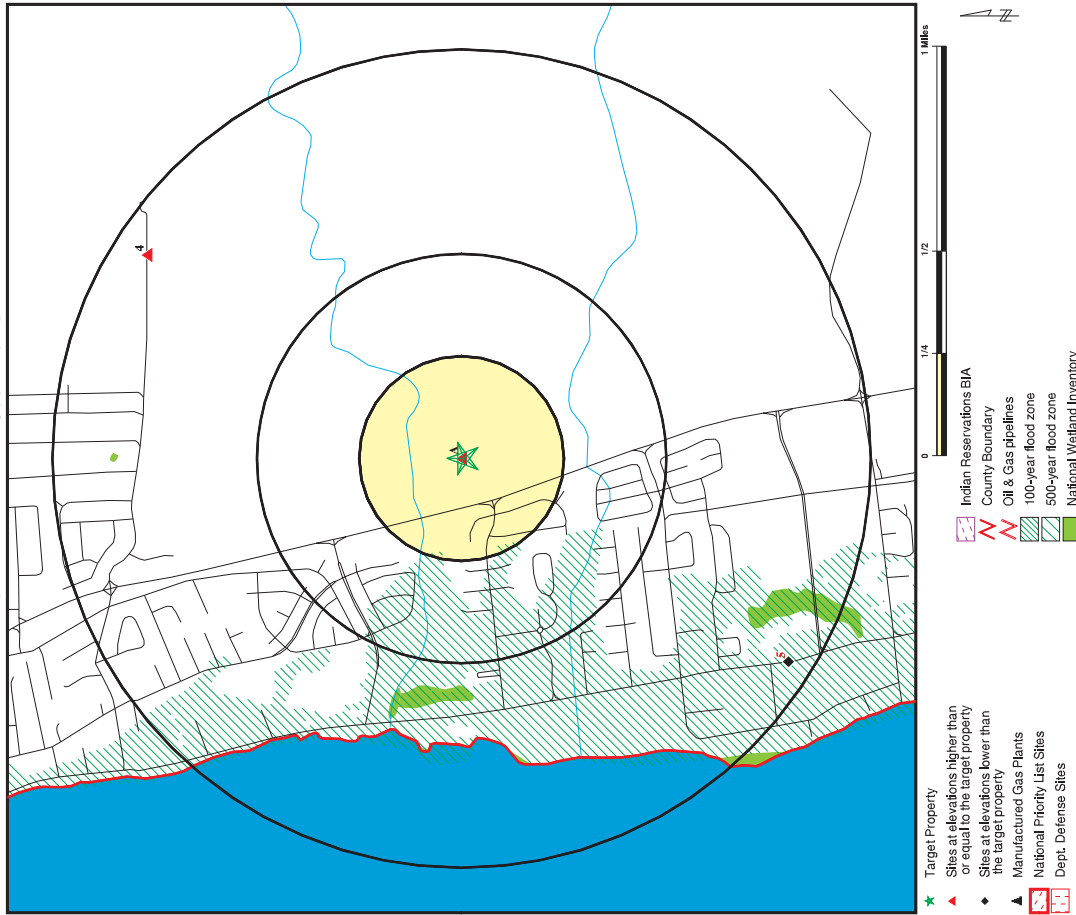 4
A
5
0
1/4
1/2
1 Miles
Target Property
Sites at elevations higher than
or equal to the target property
Sites at elevations lower than
the target property
Manufactured Gas Plants
National Priority List Sites
Dept. Defense Sites
Indian Reservations BIA
County Boundary
Oil & Gas pipelines
100-year flood zone
500-year flood zone
National Wetland Inventory